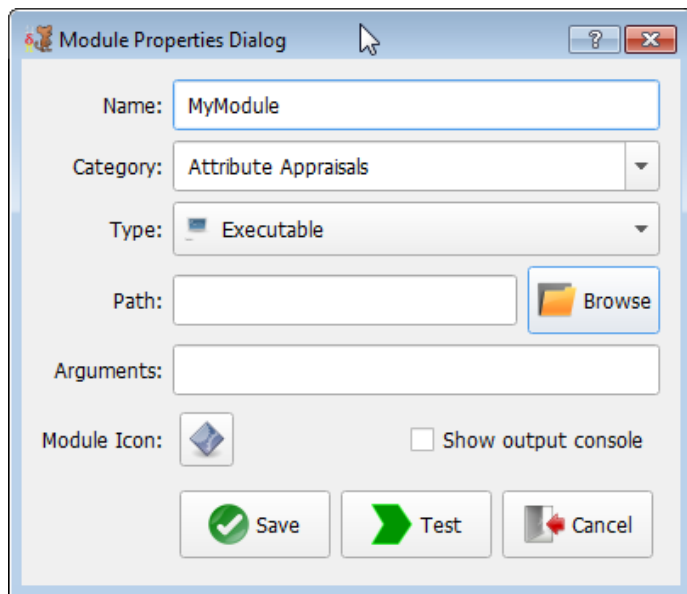 Module Properties Dialog
Name: MyModule
Category: Attribute Appraisals
Type: Executable
Path: Browse
Arguments:
Module Icon: Show output console
Save Test Cancel